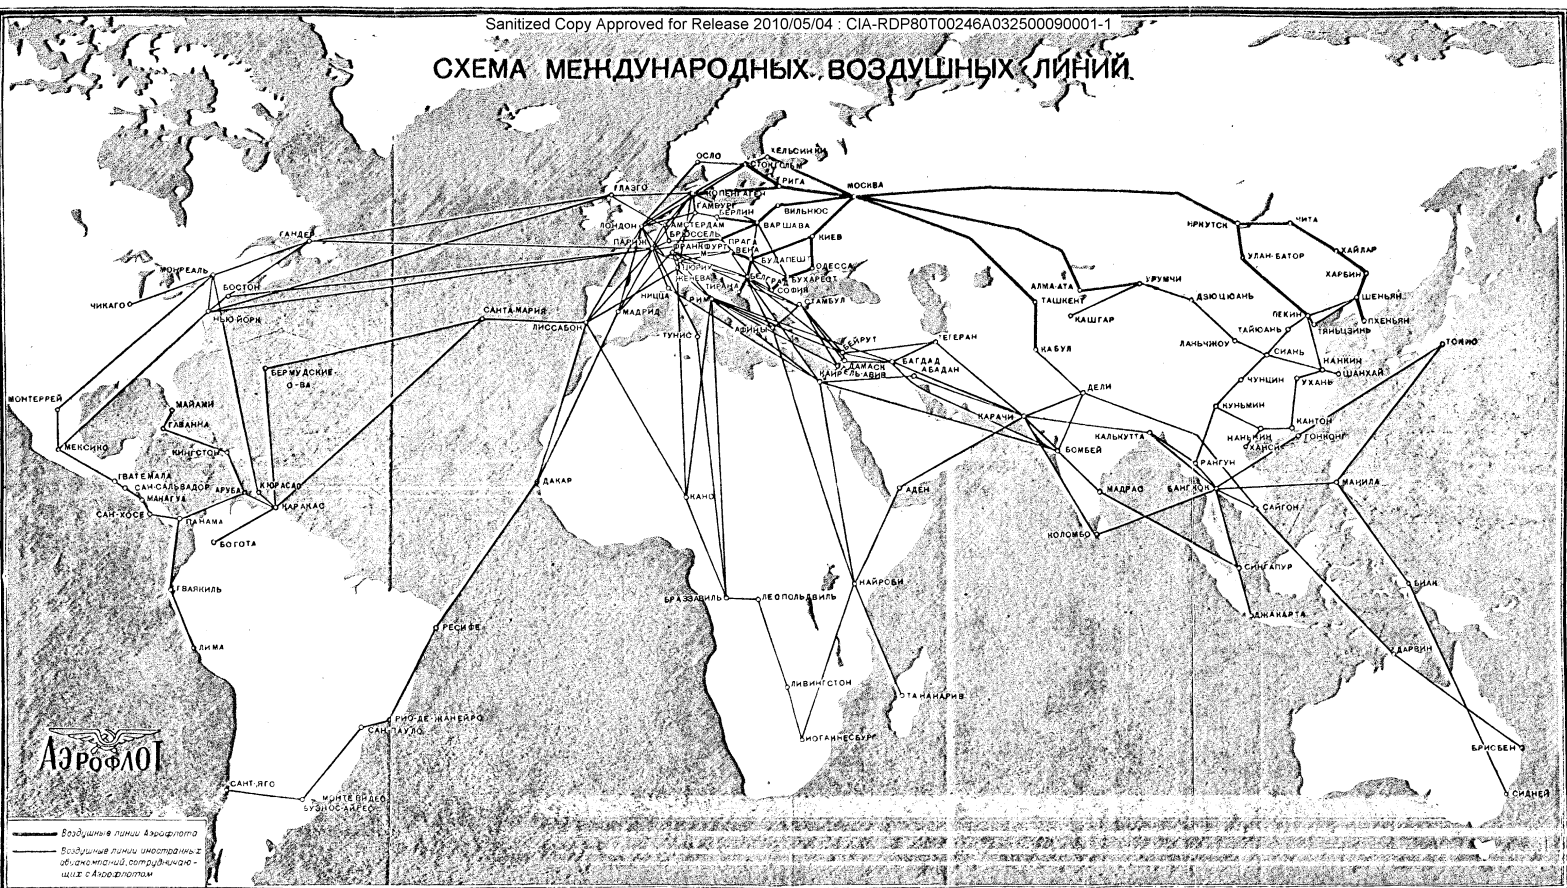 Sanitized Copy Approved for Release 2010/05/04 : CIA-RDP80T00246A032500090001-1
СХЕМА МЕЖДУНАРОДНЫХ ВОЗДУШНЫХ ЛИНИЙ
ОСЛО
ХЕЛЬСИНКИ
СТОКГОЛЬМ
РИГА
МОСКВА
ГЛАЗГО
КОПЕНГАГЕН
ГАМБУРГ
БЕРЛИН
ВИЛЬНЮС
ЛОНДОН
АМСТЕРДАМ
ВАРШАВА
БРЮССЕЛЬ
КИЕВ
ПАРИЖ
ФРАНКФУРТ
М
ПРАГА
ВЕНА
БУДАПЕШТ
ЦЮРИХ
ОДЕССА
ЖЕНЕВА
БЕЛГРАД
БУХАРЕСТ
ТИРАНА
СОФИЯ
НИЦЦА
РИМ
СТАМБУЛ
МАДРИД
ЛИССАБОН
АФИНЫ
ТУНИС
САНТА-МАРИЯ
ГАНДЕР
МОНРЕАЛЬ
БОСТОН
ЧИКАГО
НЬЮ-ЙОРК
БЕРМУДСКИЕ
О-ВА
МОНТЕРРЕЙ
МАЙАМИ
ГАВАННА
МЕКСИКО
КИНГСТОН
ГВАТЕМАЛА
САН-САЛЬВАДОР
МАНАГУА
АРУБА
КЮРАСАО
КАРАКАС
САН-ХОСЕ
ПАНАМА
БОГОТА
ГВАЯКИЛЬ
ЛИМА
РЕСИФЕ
РИО-ДЕ-ЖАНЕЙРО
САН-ПАУЛО
САНТ-ЯГО
МОНТЕВИДЕО
БУЭНОС-АЙРЕС
БЕЙРУТ
ТЕГЕРАН
ДАМАСК
БАГДАД
АБАДАН
КАИР
ТЕЛЬ-АВИВ
ДАКАР
КАНО
АДЕН
БРАЗЗАВИЛЬ
ЛЕОПОЛЬДВИЛЬ
НАЙРОБИ
ЛИВИНГСТОН
ТАНАНАРИВ
ИОГАННЕСБУРГ
ИРКУТСК
ЧИТА
УЛАН-БАТОР
ХАЙЛАР
ХАРБИН
АЛМА-АТА
УРУМЧИ
ТАШКЕНТ
КАШГАР
ДЗЮЦЮАНЬ
ШЕНЬЯН
ПЕКИН
ПХЕНЬЯН
ТЯНЬЦЗИНЬ
ТАЙЮАНЬ
ЛАНЬЧЖОУ
ТОКИО
КАБУЛ
СИАНЬ
НАНКИН
ШАНХАЙ
ЧУНЦИН
УХАНЬ
ДЕЛИ
КАРАЧИ
КУНЬМИН
КАНТОН
КАЛЬКУТТА
НАНЬНИН
ГОНКОНГ
ХАНОЙ
БОМБЕЙ
РАНГУН
МАДРАС
БАНГКОК
МАНИЛА
САЙГОН
КОЛОМБО
СИНГАПУР
БИАК
ДЖАКАРТА
ДАРВИН
БРИСБЕН
СИДНЕЙ
АЭРОФЛОТ
Воздушные линии Аэрофлота
Воздушные линии иностранных
авиакомпаний, сотрудничаю-
щих с Аэрофлотом